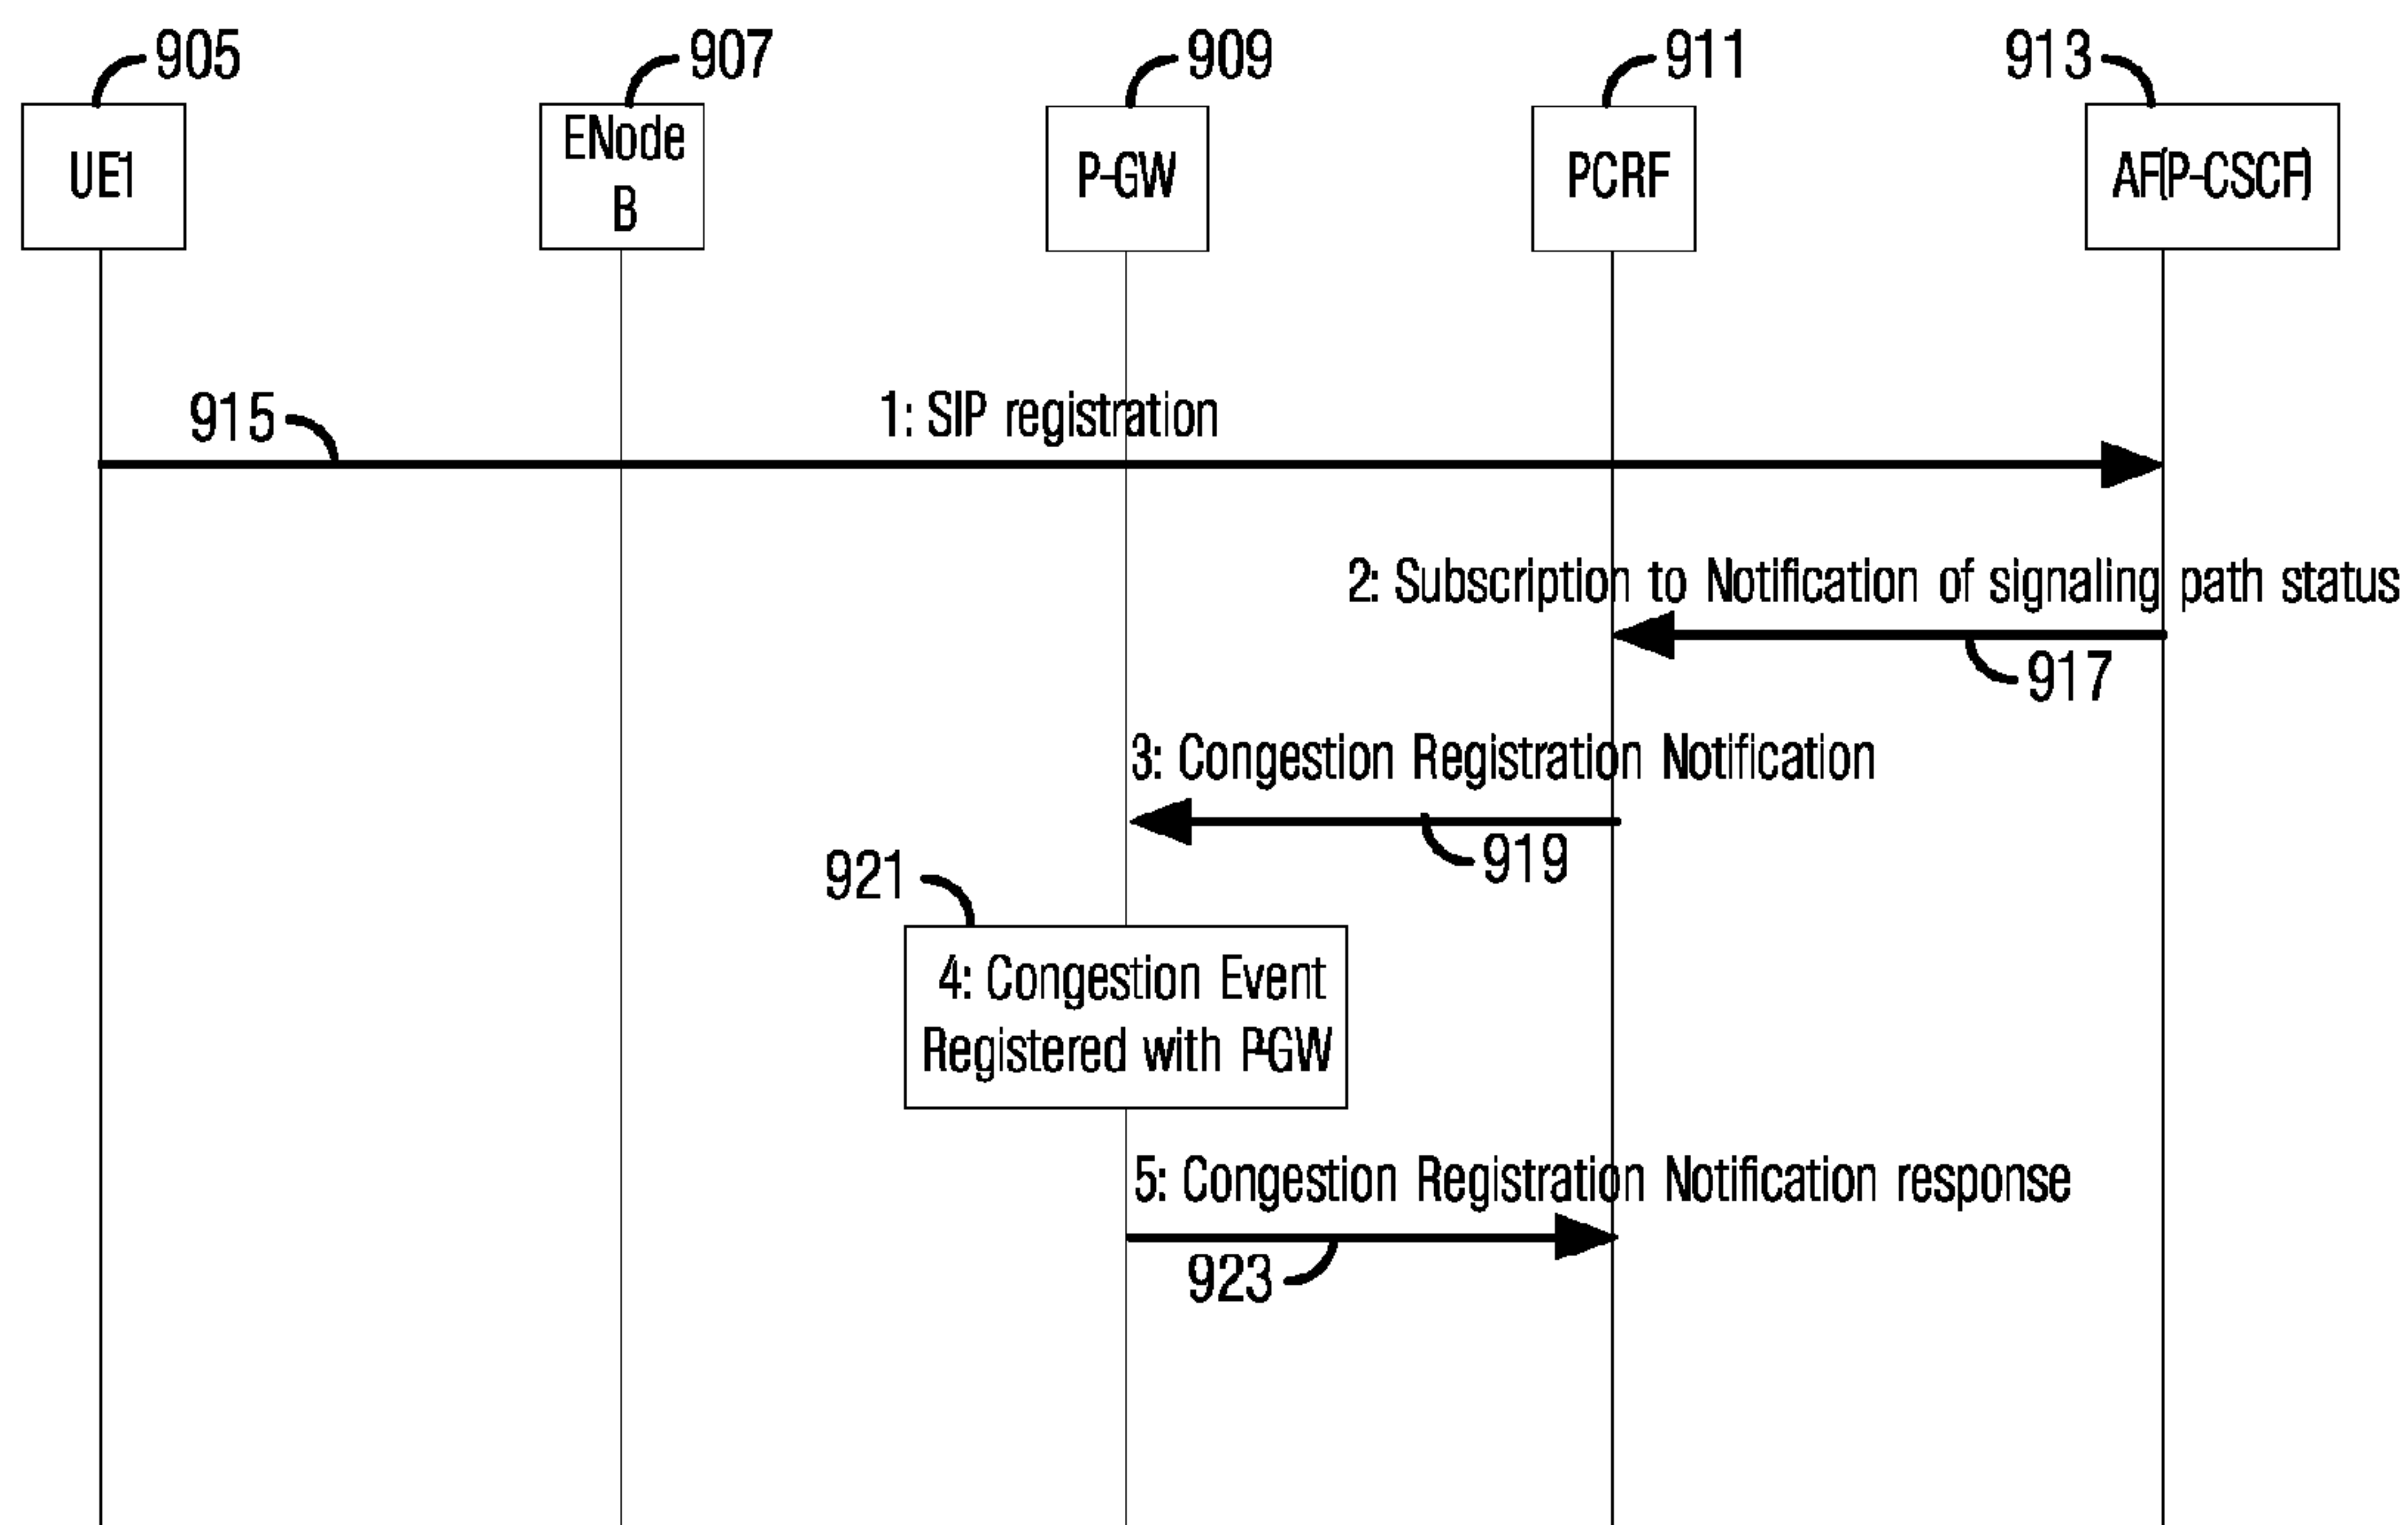 905
907
909
911
913
UE1
ENode
B
P-GW
PCRF
AF(P-CSCF)
915
1: SIP registration
2: Subscription to Notification of signaling path status
917
3: Congestion Registration Notification
919
921
4: Congestion Event
Registered with P-GW
5: Congestion Registration Notification response
923